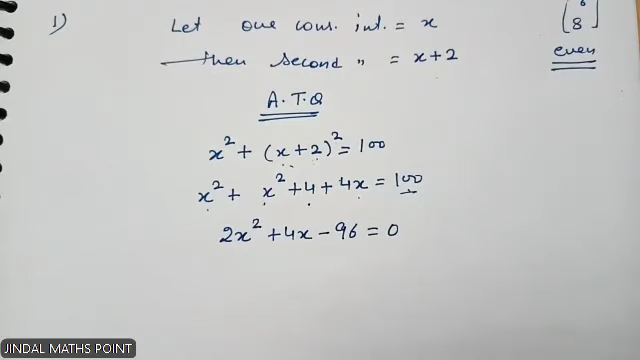 1) Let one con. int. = x
then second " = x+2
6
8
even
A.T.Q
x² + (x+2)² = 100
x² + x² + 4 + 4x = 100
2x² + 4x - 96 = 0
JINDAL MATHS POINT